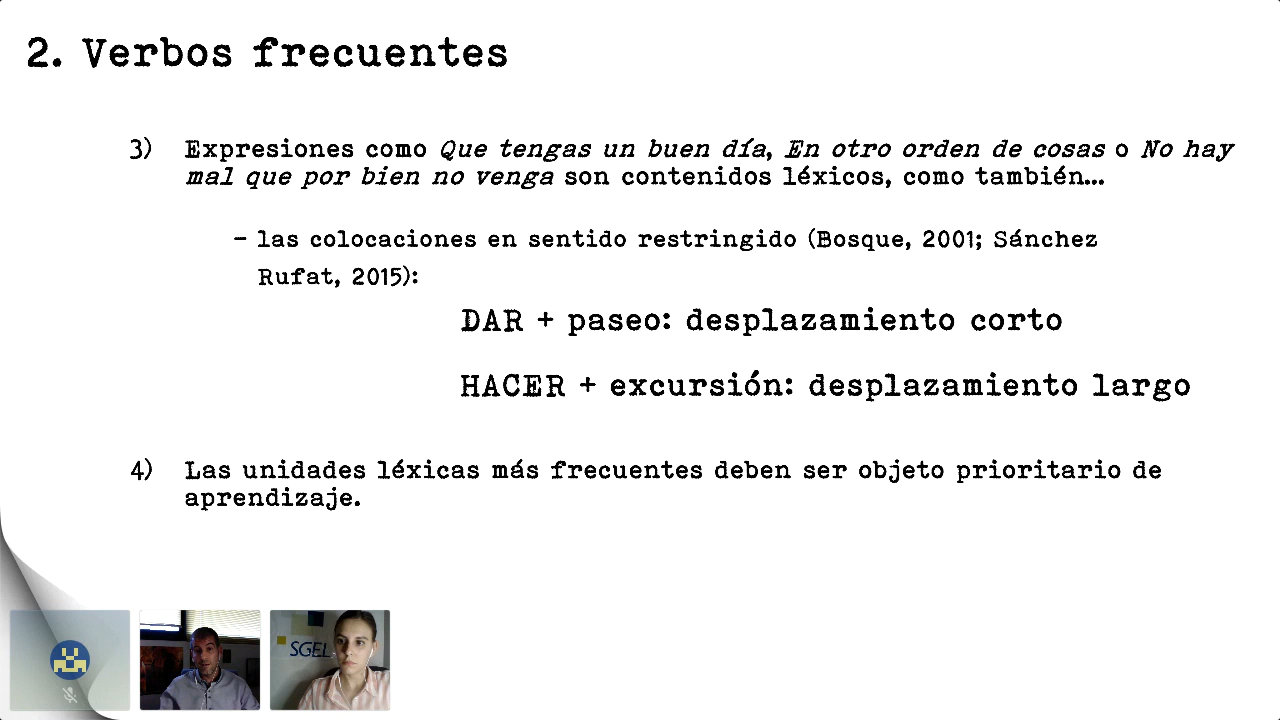 2. Verbos frecuentes
3) Expresiones como Que tengas un buen día, En otro orden de cosas o No hay
mal que por bien no venga son contenidos léxicos, como también...
– las colocaciones en sentido restringido (Bosque, 2001; Sánchez
Rufat, 2015):
DAR + paseo: desplazamiento corto
HACER + excursión: desplazamiento largo
4) Las unidades léxicas más frecuentes deben ser objeto prioritario de
aprendizaje.
SGEL